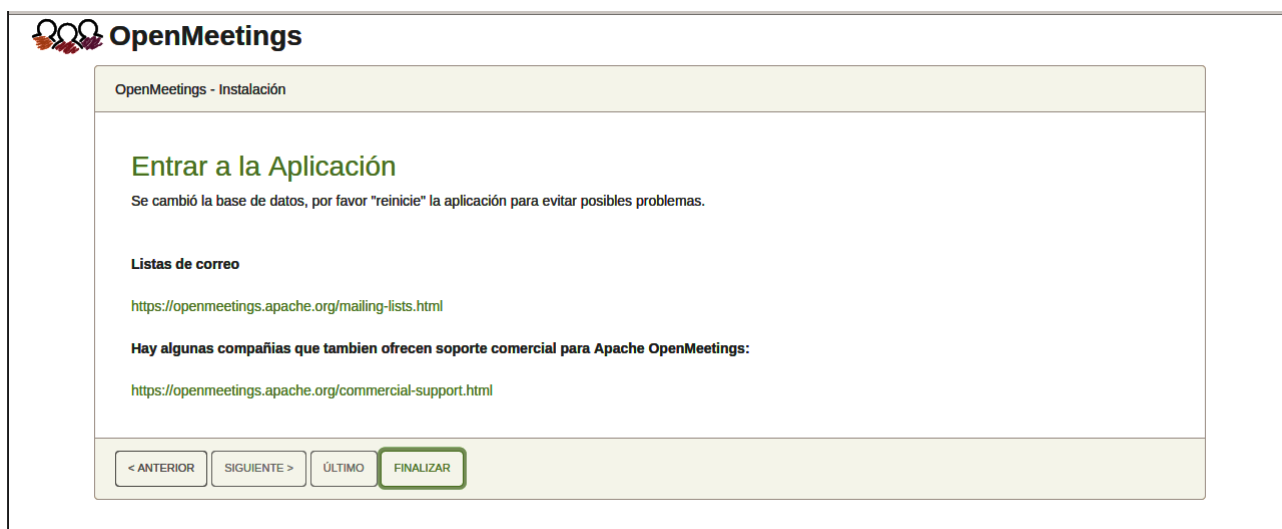 OpenMeetings
OpenMeetings - Instalación
Entrar a la Aplicación
Se cambió la base de datos, por favor "reinicie" la aplicación para evitar posibles problemas.
Listas de correo
https://openmeetings.apache.org/mailing-lists.html
Hay algunas compañias que tambien ofrecen soporte comercial para Apache OpenMeetings:
https://openmeetings.apache.org/commercial-support.html
< ANTERIOR SIGUIENTE > ÚLTIMO FINALIZAR